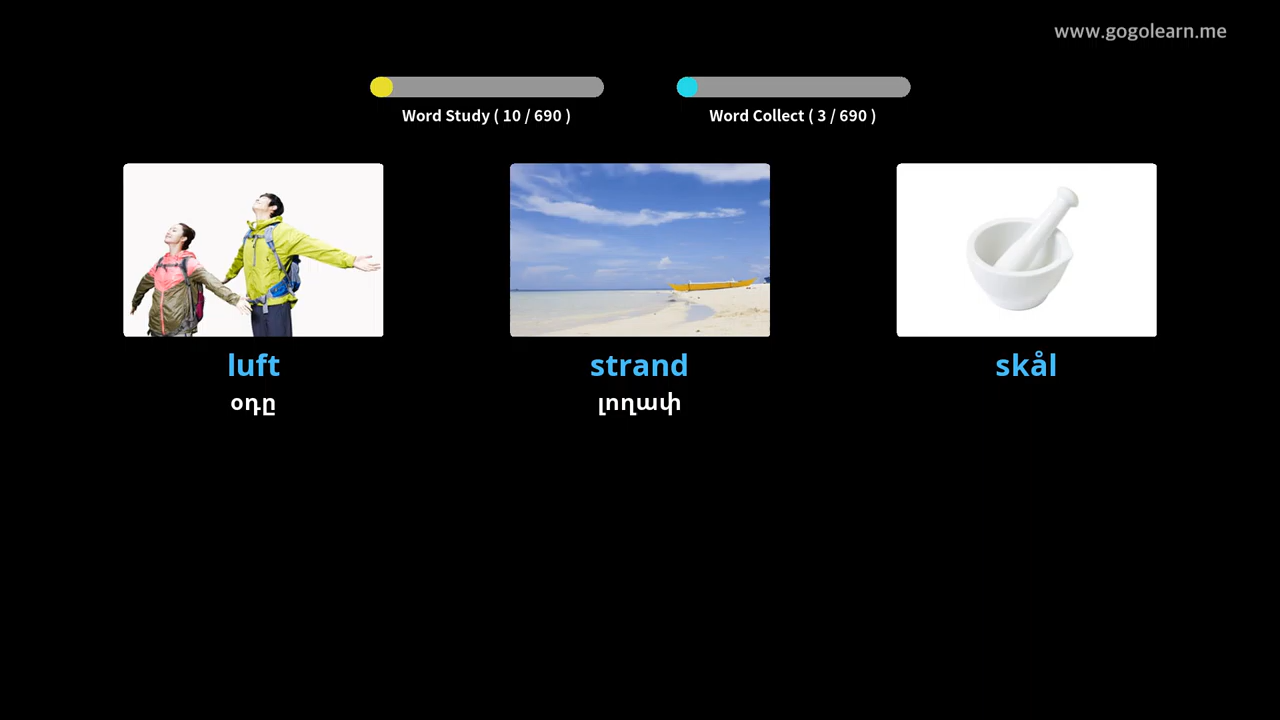 www.gogolearn.me
Word Study ( 10 / 690 )
Word Collect ( 3 / 690 )
luft
strand
skål
օդը
լողափ